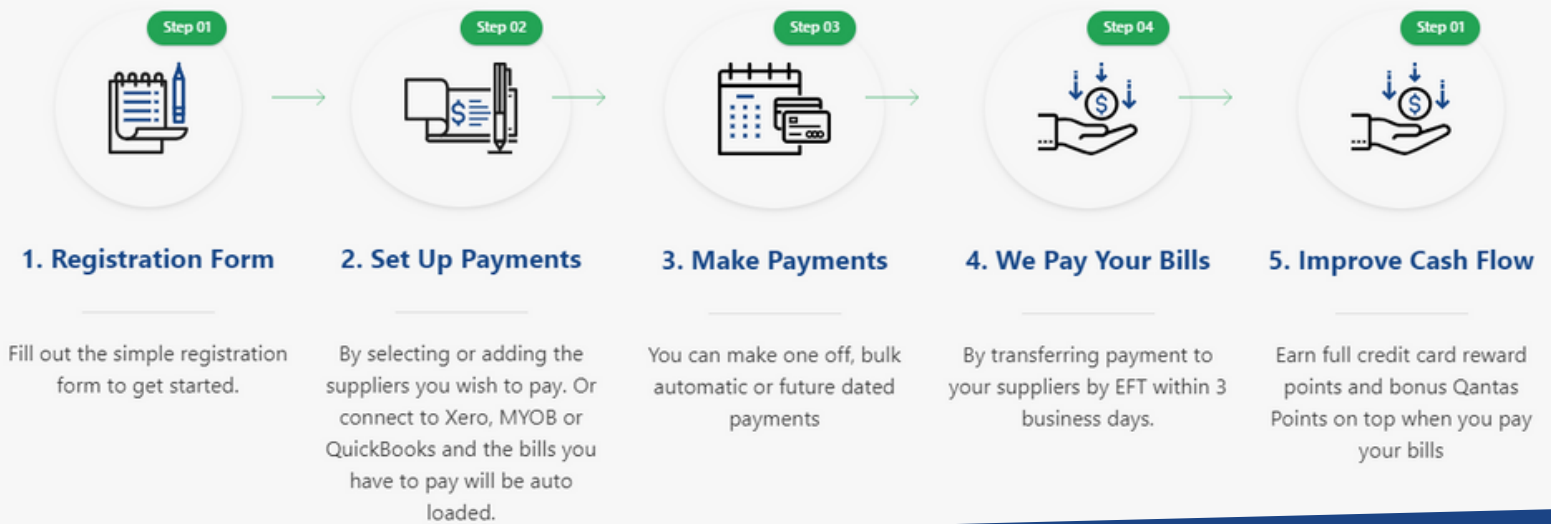 Step 01
Step 02
Step 03
Step 04
Step 01
$
$
$
1. Registration Form
2. Set Up Payments
3. Make Payments
4. We Pay Your Bills
5. Improve Cash Flow
Fill out the simple registration
form to get started.
By selecting or adding the
suppliers you wish to pay. Or
connect to Xero, MYOB or
QuickBooks and the bills you
have to pay will be auto
loaded.
You can make one off, bulk
automatic or future dated
payments
By transferring payment to
your suppliers by EFT within 3
business days.
Earn full credit card reward
points and bonus Qantas
Points on top when you pay
your bills